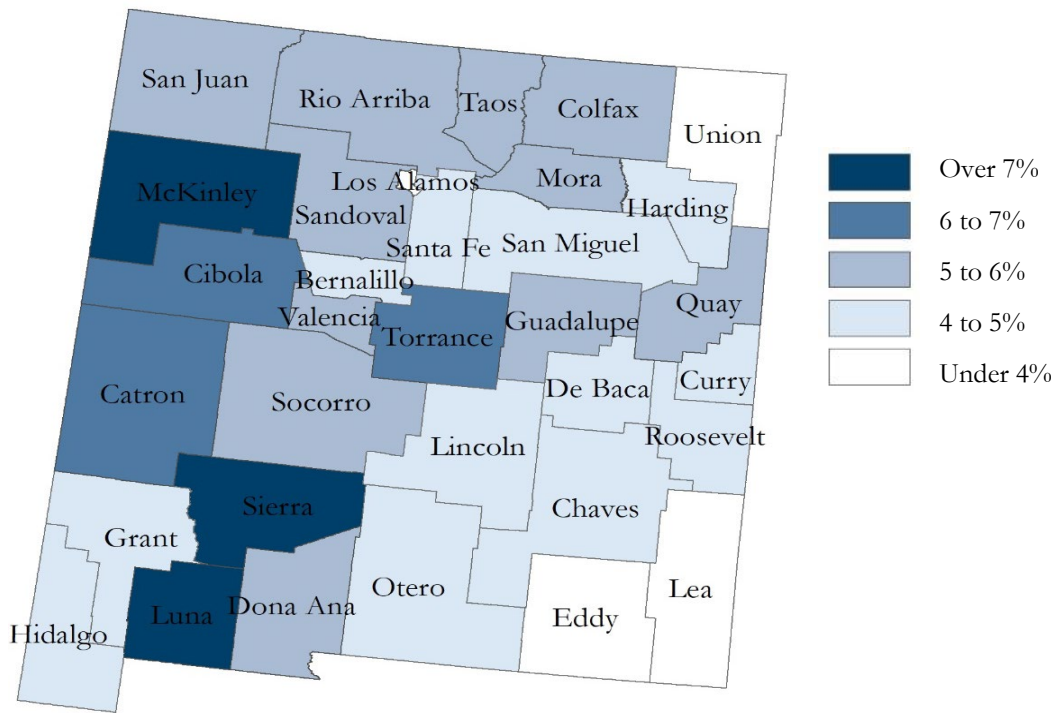 San Juan
Rio Arriba
Taos
Colfax
Union
McKinley
Los Alamos
Mora
Harding
Sandoval
Santa Fe
San Miguel
Cibola
Bernalillo
Valencia
Torrance
Guadalupe
Quay
Catron
Socorro
De Baca
Curry
Lincoln
Roosevelt
Sierra
Chaves
Grant
Otero
Lea
Luna
Dona Ana
Eddy
Hidalgo
Over 7%
6 to 7%
5 to 6%
4 to 5%
Under 4%